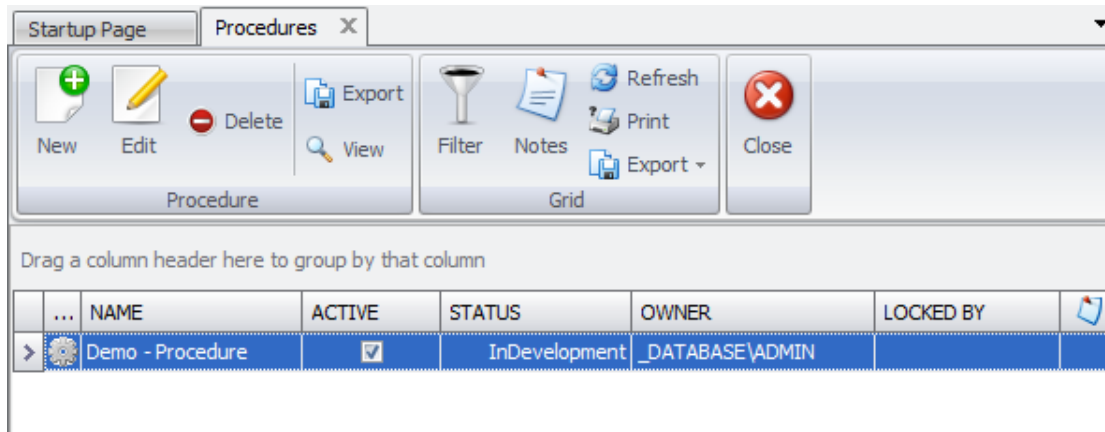 Startup Page Procedures
New Edit Delete Export View
Procedure
Filter Notes Refresh Print Export
Grid
Close
Drag a column header here to group by that column
... NAME ACTIVE STATUS OWNER LOCKED BY
Demo - Procedure InDevelopment _DATABASE\ADMIN